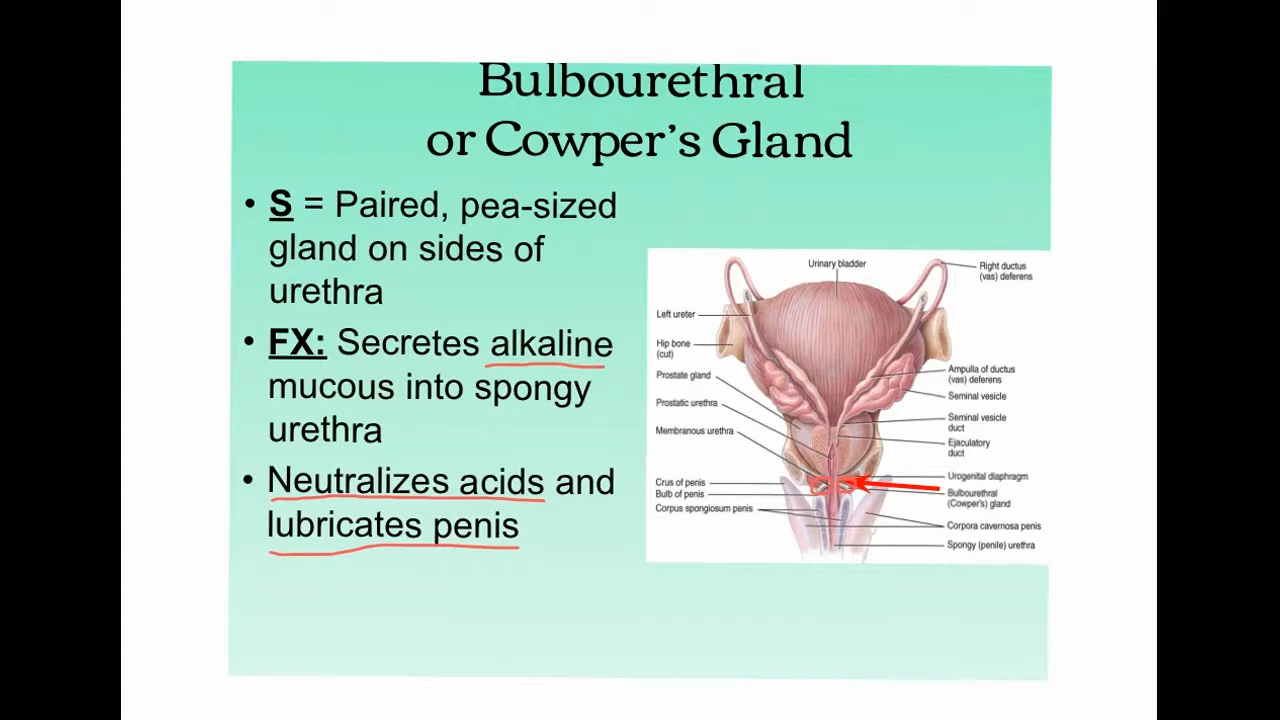 Bulbourethral
or Cowper's Gland
• S = Paired, pea-sized
gland on sides of
urethra
• FX: Secretes alkaline
mucous into spongy
urethra
• Neutralizes acids and
lubricates penis
Urinary bladder
Left ureter
Hip bone
(cut)
Prostate gland
Prostatic urethra
Membranous urethra
Crus of penis
Bulb of penis
Corpus spongiosum penis
Right ductus
(vas) deferens
Ampulla of ductus
(vas) deferens
Seminal vesicle
Seminal vesicle
duct
Ejaculatory
duct
Urogenital diaphragm
Bulbourethral
(Cowper's) gland
Corpora cavernosa penis
Spongy (penile) urethra